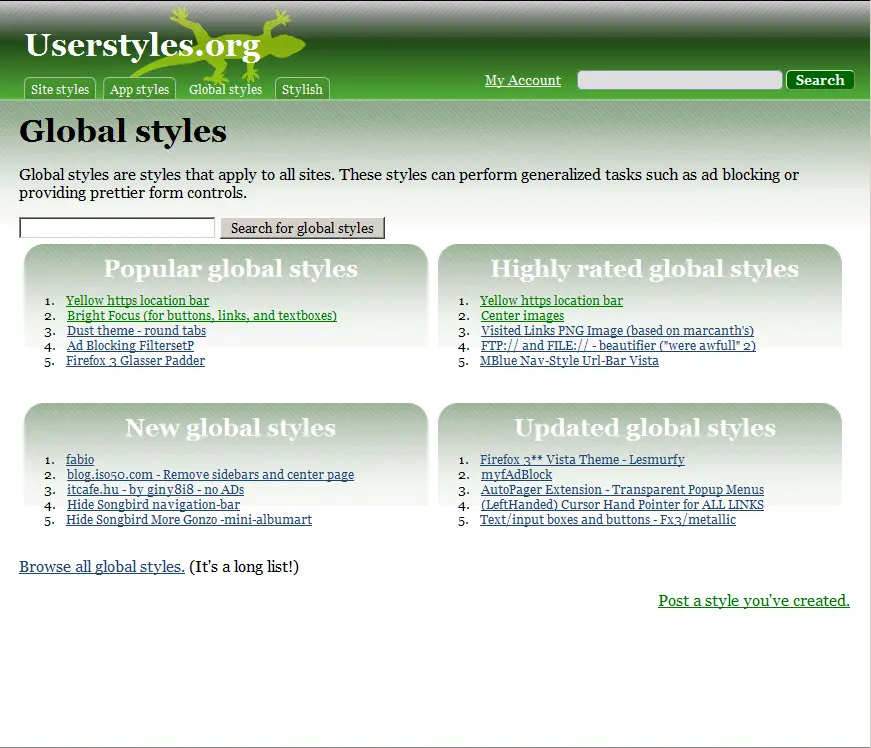 Userstyles.org
My Account
Search
Site styles
App styles
Global styles
Stylish
Global styles
Global styles are styles that apply to all sites. These styles can perform generalized tasks such as ad blocking or
providing prettier form controls.
Search for global styles
Popular global styles
1. Yellow https location bar
2. Bright Focus (for buttons, links, and textboxes)
3. Dust theme - round tabs
4. Ad Blocking FiltersetP
5. Firefox 3 Glasser Padder
Highly rated global styles
1. Yellow https location bar
2. Center images
3. Visited Links PNG Image (based on marcanth's)
4. FTP:// and FILE:// - beautifier ("were awfull" 2)
5. MBlue Nav-Style Url-Bar Vista
New global styles
1. fabio
2. blog.iso50.com - Remove sidebars and center page
3. itcafe.hu - by giny8i8 - no ADs
4. Hide Songbird navigation-bar
5. Hide Songbird More Gonzo -mini-albumart
Updated global styles
1. Firefox 3** Vista Theme - Lesmurfy
2. myfAdBlock
3. AutoPager Extension - Transparent Popup Menus
4. (LeftHanded) Cursor Hand Pointer for ALL LINKS
5. Text/input boxes and buttons - Fx3/metallic
Browse all global styles. (It's a long list!)
Post a style you've created.